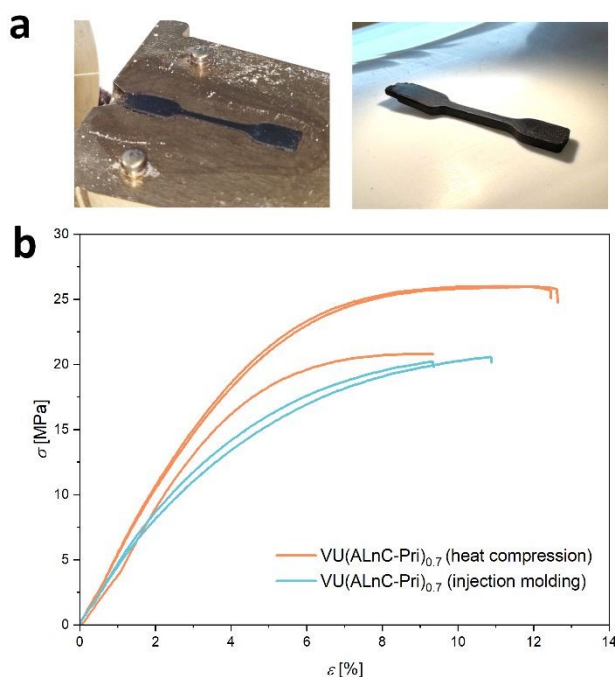 a
b
30
25
20
15
10
5
0
σ [MPa]
VU(ALnC-Pri)0.7 (heat compression)
VU(ALnC-Pri)0.7 (injection molding)
0 2 4 6 8 10 12 14
ε [%]